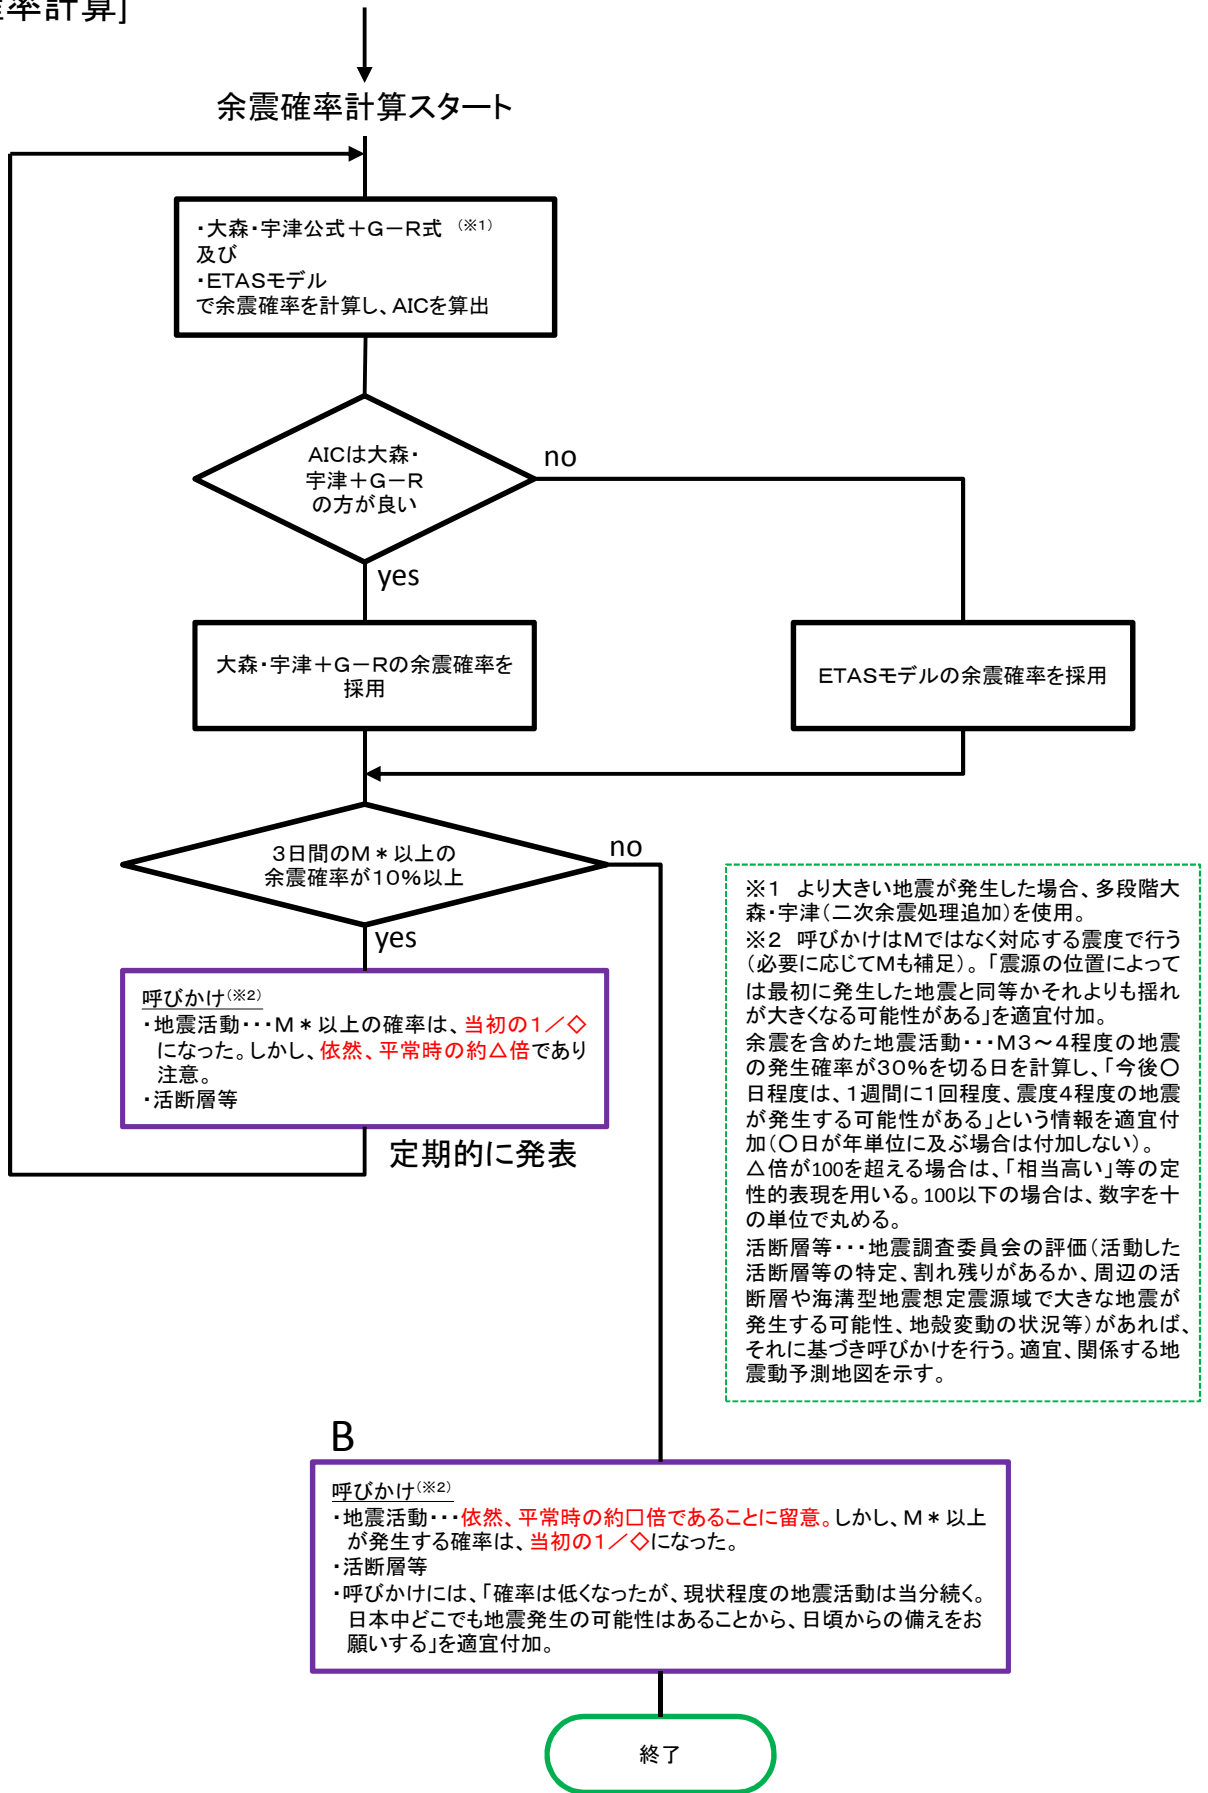 率計算]
余震確率計算スタート
・大森・宇津公式+G-R式 (※1)
及び
・ETASモデル
で余震確率を計算し、AICを算出
AICは大森・
宇津+G-R
の方が良い
no
yes
大森・宇津+G-Rの余震確率を
採用
ETASモデルの余震確率を採用
3日間のM*以上の
余震確率が10%以上
no
yes
呼びかけ(※2)
・地震活動・・・M*以上の確率は、当初の1/◇
になった。しかし、依然、平常時の約△倍であり
注意。
・活断層等
定期的に発表
※1 より大きい地震が発生した場合、多段階大
森・宇津(二次余震処理追加)を使用。
※2 呼びかけはMではなく対応する震度で行う
(必要に応じてMも補足)。「震源の位置によって
は最初に発生した地震と同等かそれよりも揺れ
が大きくなる可能性がある」を適宜付加。
余震を含めた地震活動・・・M3~4程度の地震
の発生確率が30%を切る日を計算し、「今後〇
日程度は、1週間に1回程度、震度4程度の地震
が発生する可能性がある」という情報を適宜付
加(〇日が年単位に及ぶ場合は付加しない)。
△倍が100を超える場合は、「相当高い」等の定
性的表現を用いる。100以下の場合は、数字を十
の単位で丸める。
活断層等・・・地震調査委員会の評価(活動した
活断層等の特定、割れ残りがあるか、周辺の活
断層や海溝型地震想定震源域で大きな地震が
発生する可能性、地殻変動の状況等)があれば、
それに基づき呼びかけを行う。適宜、関係する地
震動予測地図を示す。
B
呼びかけ(※2)
・地震活動・・・依然、平常時の約□倍であることに留意。しかし、M*以上
が発生する確率は、当初の1/◇になった。
・活断層等
・呼びかけには、「確率は低くなったが、現状程度の地震活動は当分続く。
日本中どこでも地震発生の可能性はあることから、日頃からの備えをお
願いする」を適宜付加。
終了